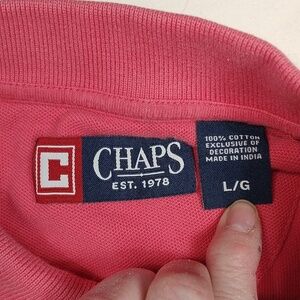 C
CHAPS
EST. 1978
100% COTTON
EXCLUSIVE OF
DECORATION
MADE IN INDIA
L/G